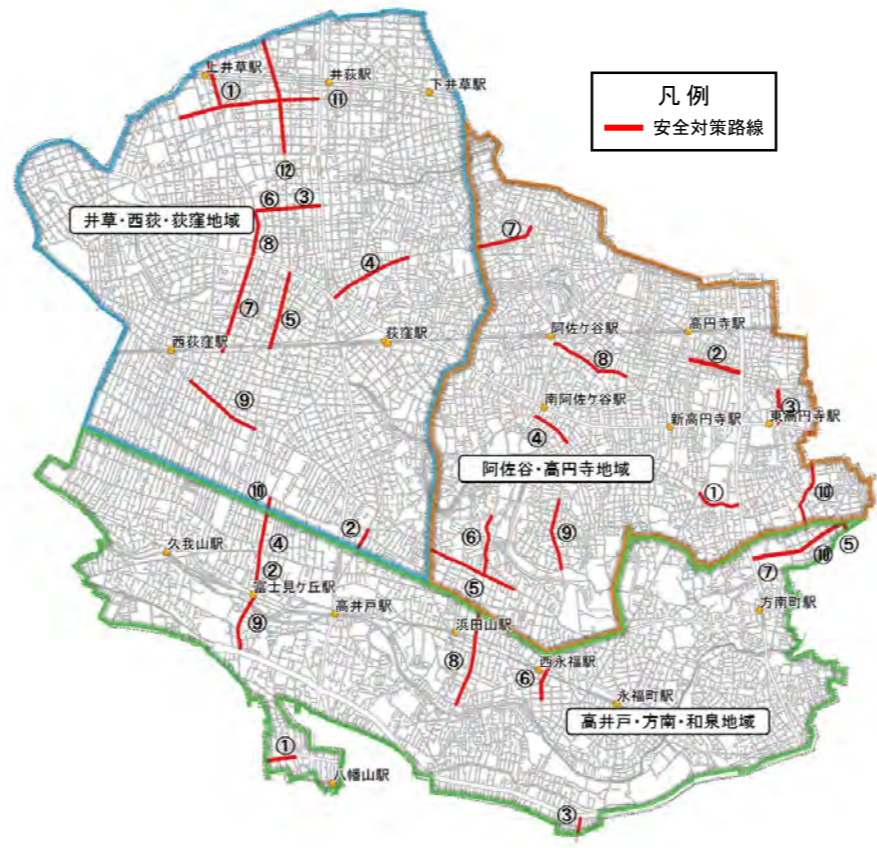 凡例
安全対策路線
上井草駅
井荻駅
下井草駅
①
⑪
⑫
⑥
③
井草・西荻・荻窪地域
⑧
④
⑦
⑤
西荻窪駅
荻窪駅
⑨
⑩
②
⑦
阿佐ケ谷駅
高円寺駅
⑧
②
南阿佐ケ谷駅
③
新高円寺駅
東高円寺駅
④
阿佐谷・高円寺地域
①
⑩
⑥
⑨
⑤
久我山駅
④
②
富士見ケ丘駅
高井戸駅
⑨
浜田山駅
⑧
西永福駅
⑥
永福町駅
⑤
⑩
⑦
方南町駅
高井戸・方南・和泉地域
①
八幡山駅
③